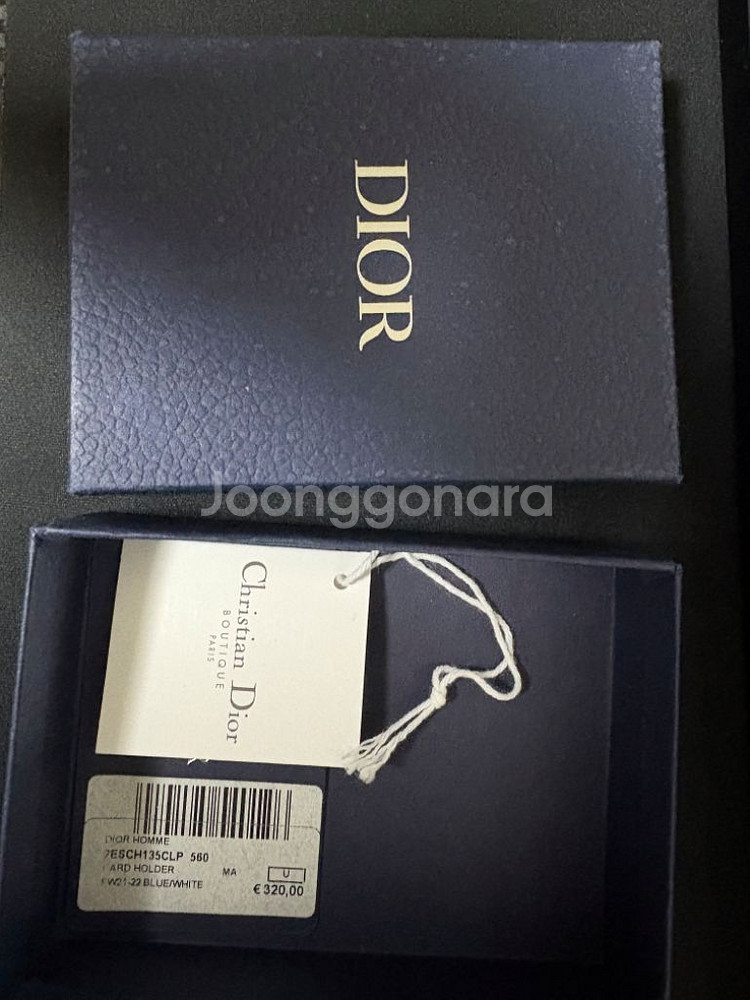 DIOR
Joonggonara
Christian Dior
BOUTIQUE
PARIS
DIOR HOMME
ESCH135CLP 560
ARD HOLDER MA U
W21-22 BLUE/WHITE € 320,00